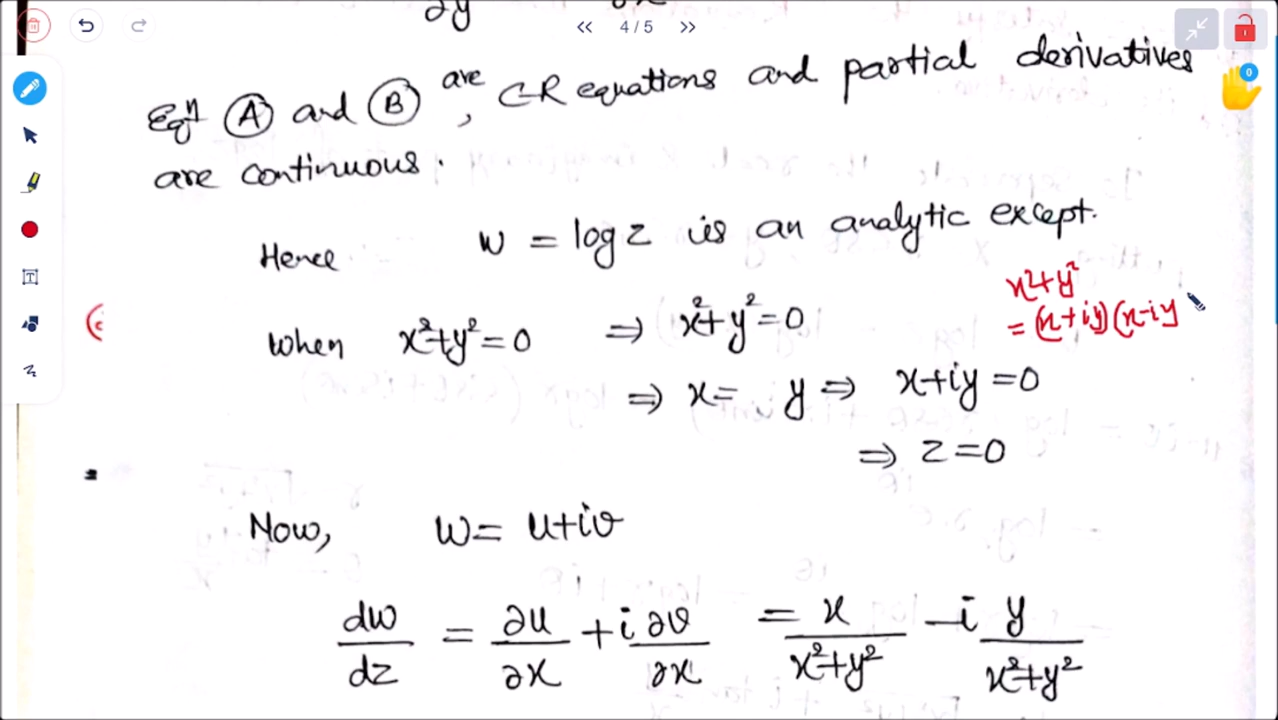 ∂y ∂x
4/5
0
Eqⁿ (A) and (B) are, C-R equations and partial derivatives
are continuous.
Hence w = log z is an analytic except.
x²+y²
= (x+iy)(x-iy
When x²+y²=0 ⇒ x²+y²=0
⇒ x= y ⇒ x+iy=0
⇒ z=0
Now, w= u+iv
dw/dz = ∂u/∂x + i ∂v/∂x = x/(x²+y²) - i y/(x²+y²)